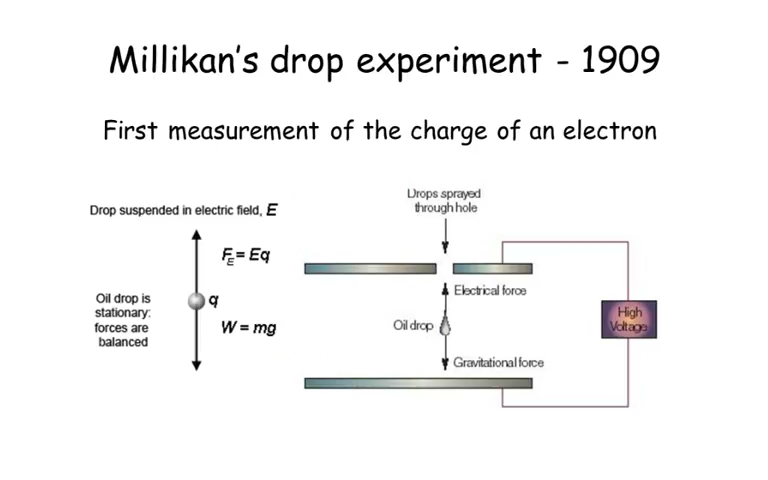 Millikan's drop experiment - 1909
First measurement of the charge of an electron
Drop suspended in electric field, E
F_E = Eq
Oil drop is
stationary:
forces are
balanced
q
W = mg
Drops sprayed
through hole
Electrical force
Oil drop
Gravitational force
High
Voltage